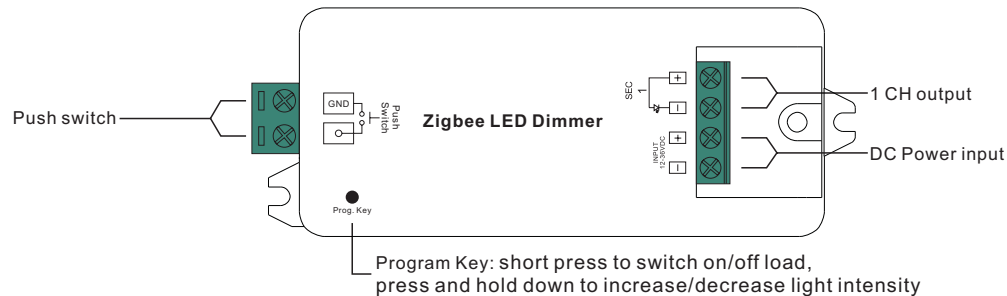 Push switch
GND
Push
Switch
Zigbee LED Dimmer
SEC
1
+
−
+
−
INPUT
12-36VDC
1 CH output
DC Power input
Prog. Key
Program Key: short press to switch on/off load,
press and hold down to increase/decrease light intensity